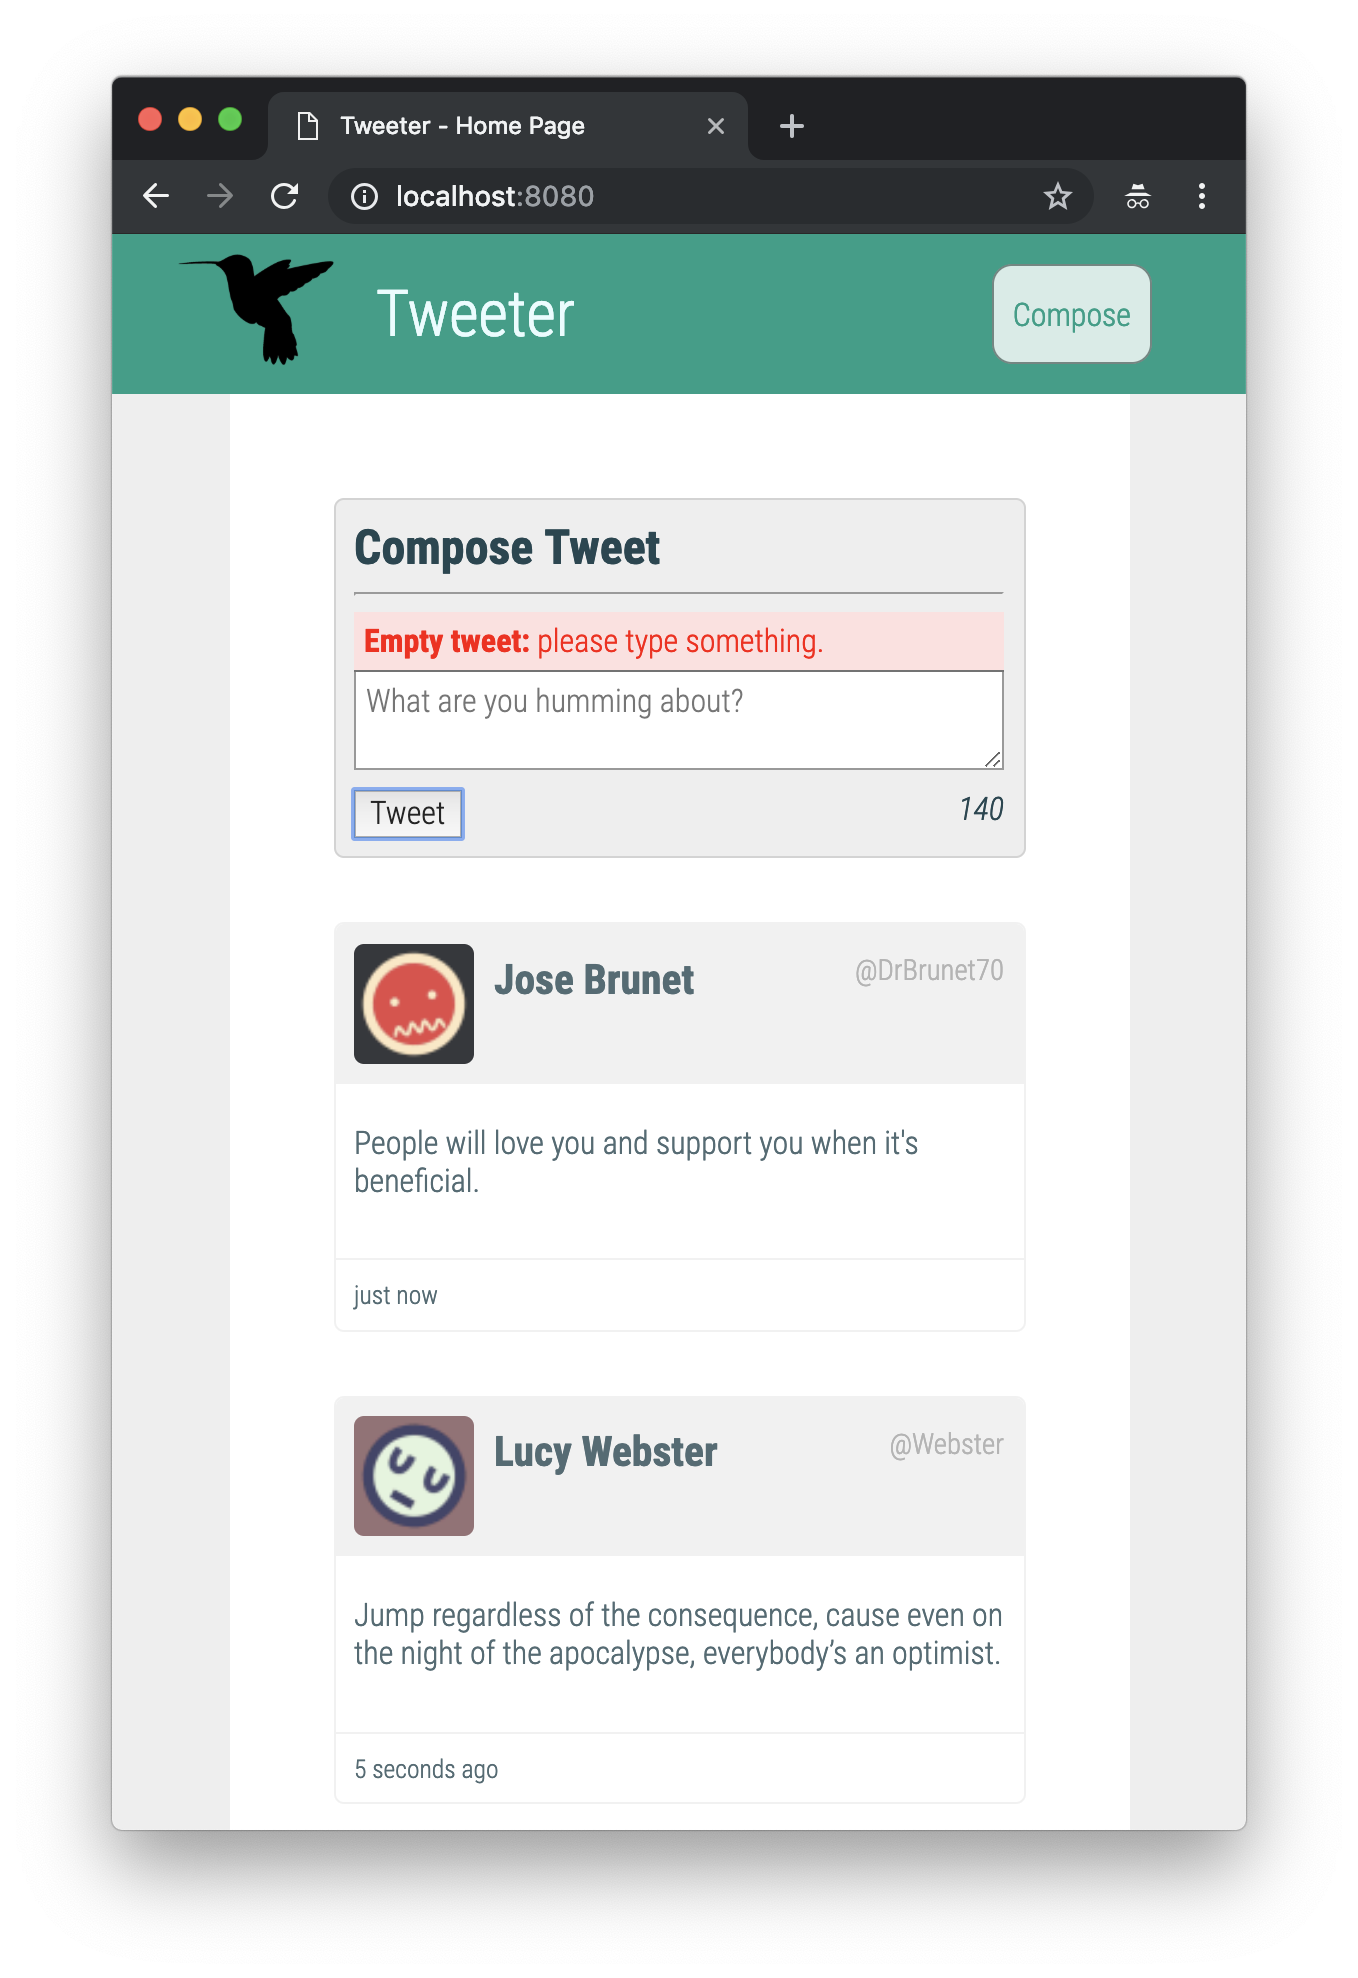 Tweeter - Home Page
localhost:8080
Tweeter
Compose
Compose Tweet
Empty tweet: please type something.
What are you humming about?
Tweet
140
Jose Brunet
@DrBrunet70
People will love you and support you when it's
beneficial.
just now
Lucy Webster
@Webster
Jump regardless of the consequence, cause even on
the night of the apocalypse, everybody’s an optimist.
5 seconds ago